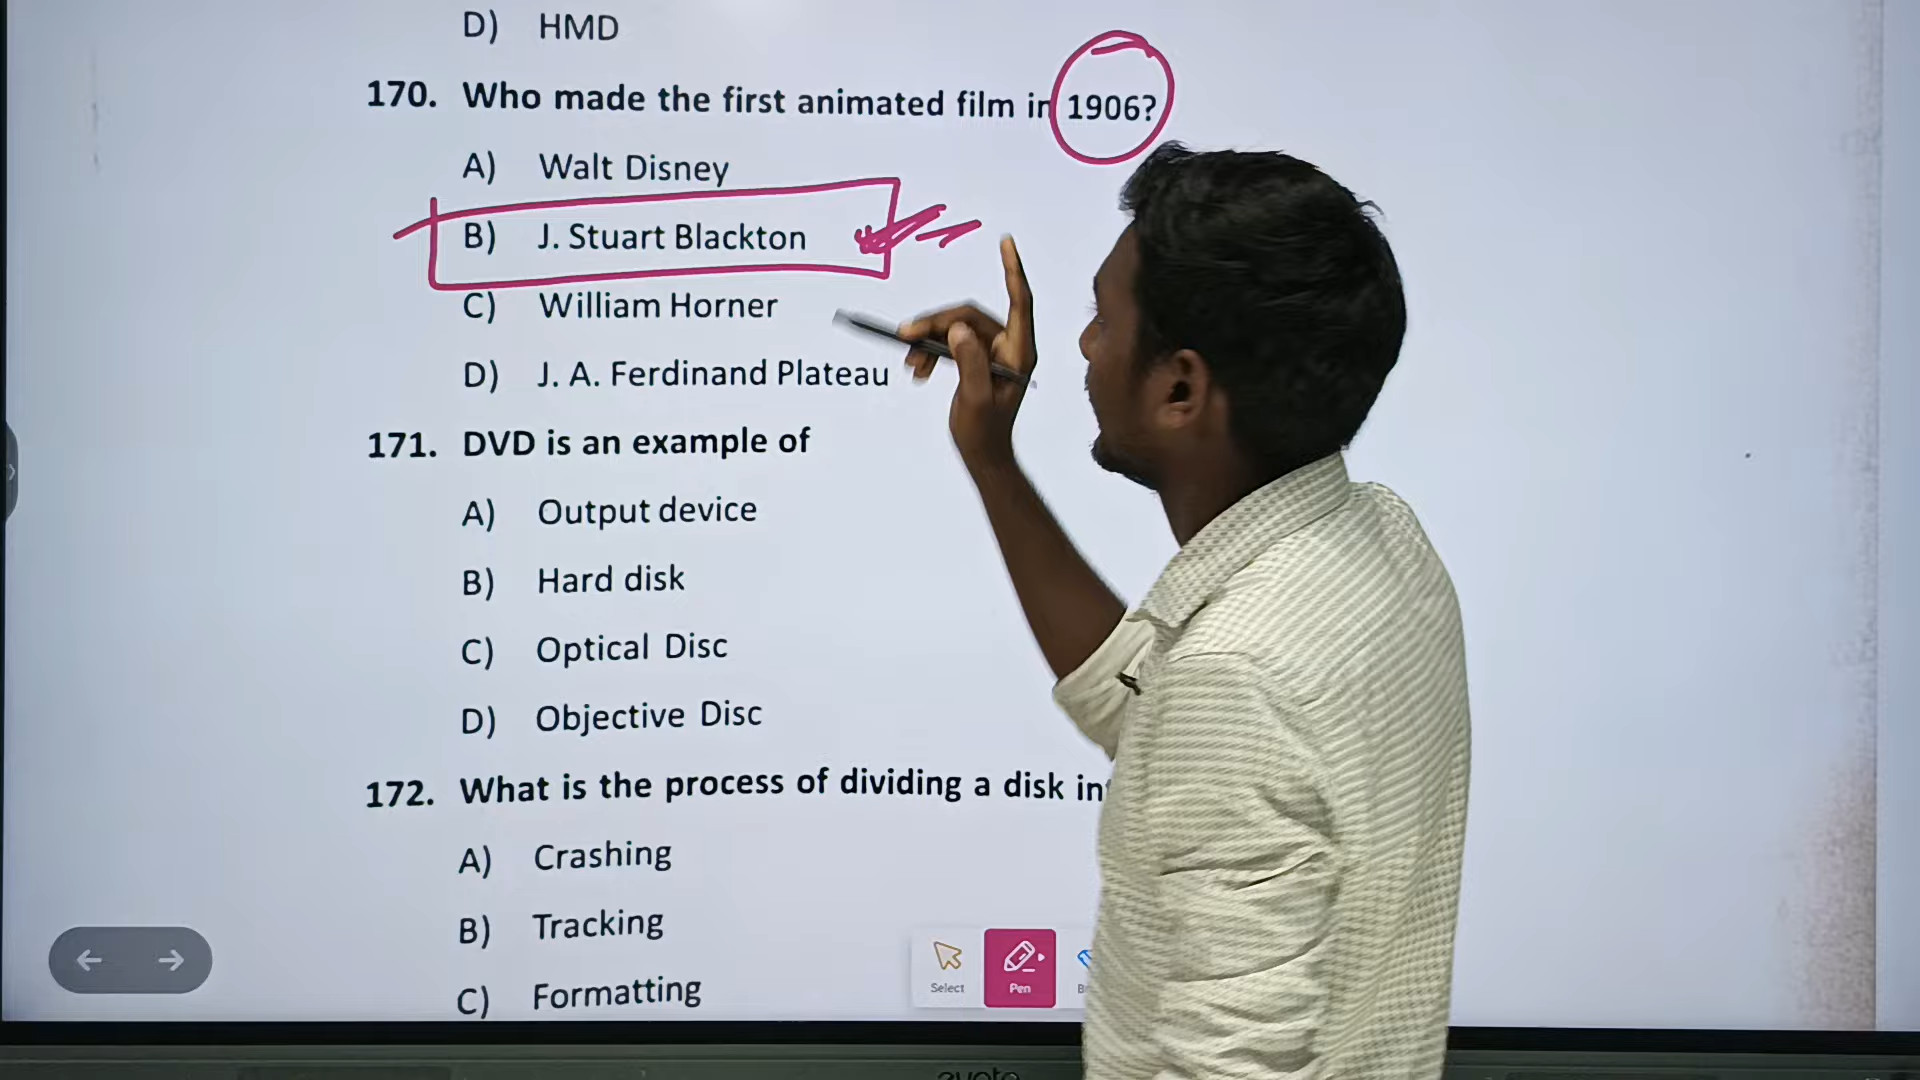 D) HMD
170. Who made the first animated film in 1906?
A) Walt Disney
B) J. Stuart Blackton
C) William Horner
D) J. A. Ferdinand Plateau
171. DVD is an example of
A) Output device
B) Hard disk
C) Optical Disc
D) Objective Disc
172. What is the process of dividing a disk
A) Crashing
B) Tracking
C) Formatting
Select
Pen